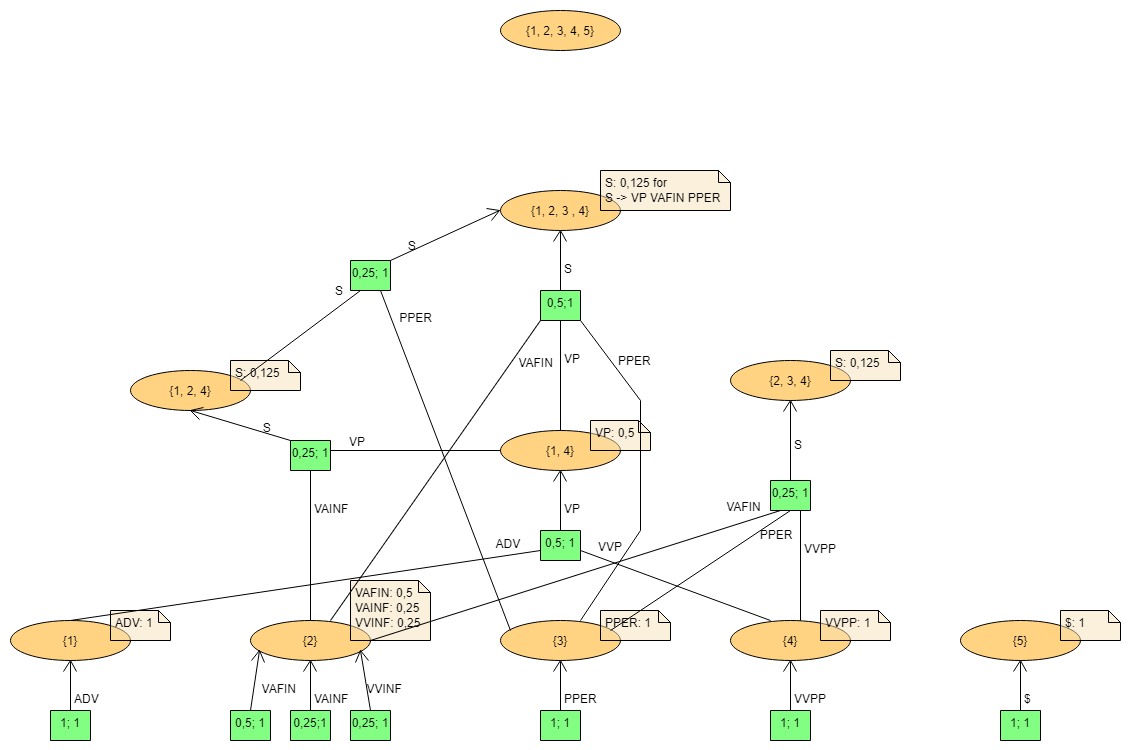 {1, 2, 3, 4, 5}
S: 0,125 for
S -> VP VAFIN PPER
{1, 2, 3 , 4}
S
0,25; 1
S
S
0,5;1
PPER
VAFIN
VP
PPER
S: 0,125
{1, 2, 4}
S: 0,125
{2, 3, 4}
S
VP
VP: 0,5
{1, 4}
S
0,25; 1
0,25; 1
VAINF
VP
VAFIN
PPER
ADV
0,5; 1
VVP
VVPP
VAFIN: 0,5
VAINF: 0,25
VVINF: 0,25
ADV: 1
{1}
{2}
PPER: 1
{3}
VVPP: 1
{4}
$: 1
{5}
ADV
VAFIN
VAINF
VVINF
PPER
VVPP
$
1; 1
0,5; 1
0,25;1
0,25; 1
1; 1
1; 1
1; 1